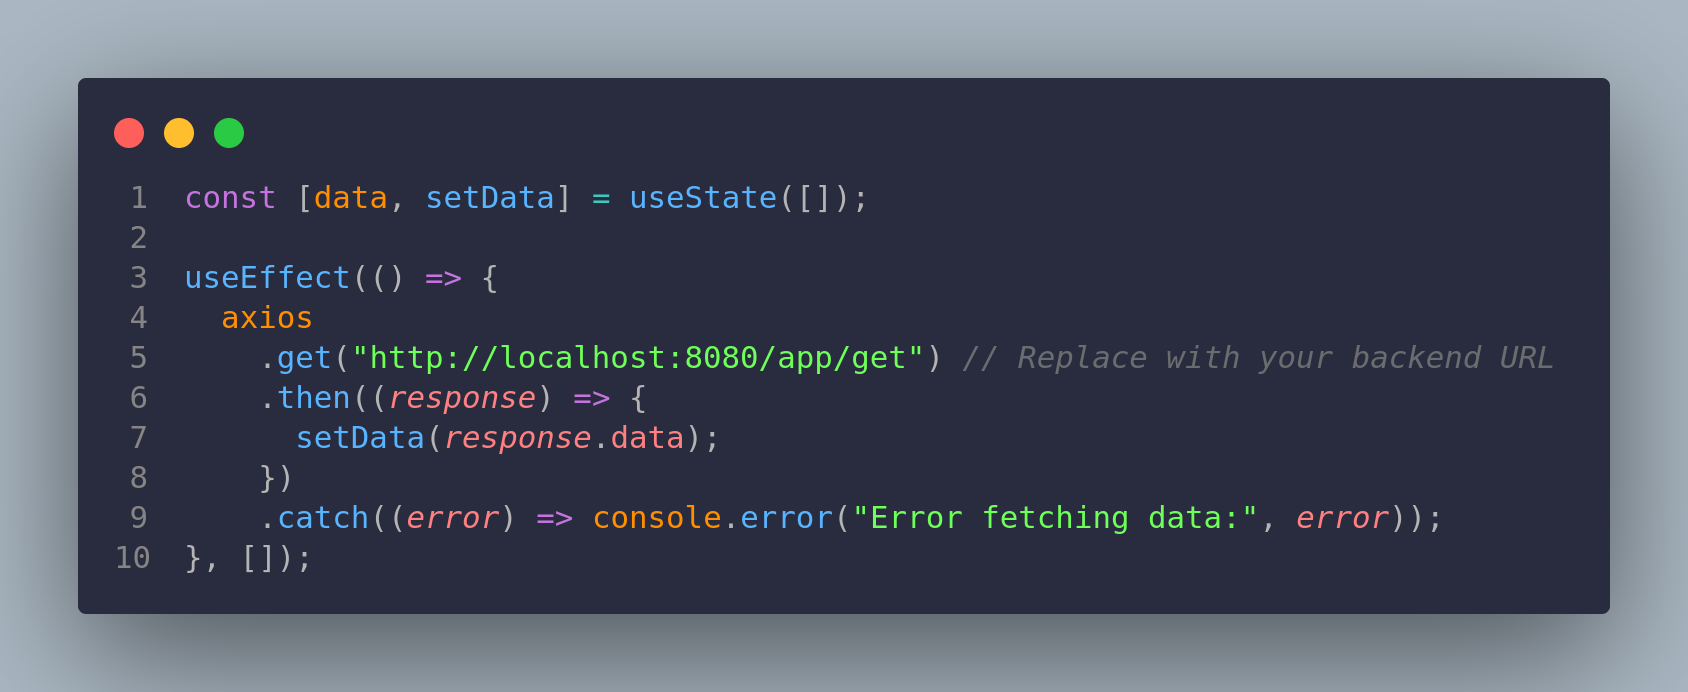 1 const [data, setData] = useState([]);
2
3 useEffect(() => {
4   axios
5     .get("http://localhost:8080/app/get") // Replace with your backend URL
6     .then((response) => {
7       setData(response.data);
8     })
9     .catch((error) => console.error("Error fetching data:", error));
10 }, []);